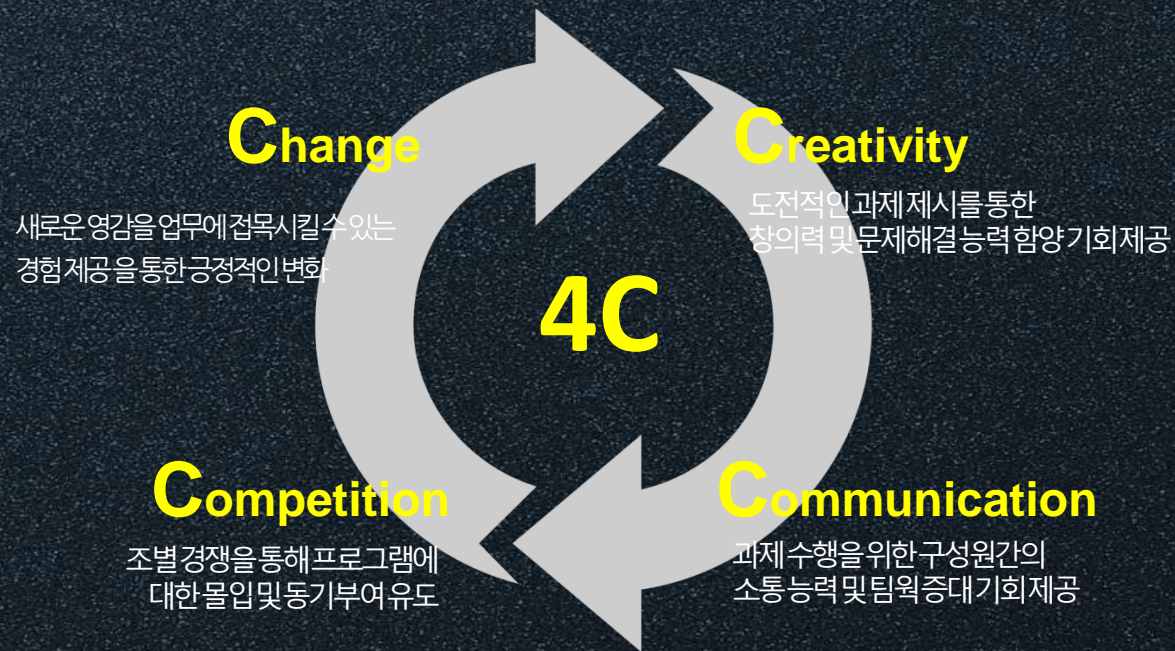 Change
새로운 영감을 업무에 접목시킬 수 있는
경험 제공을 통한 긍정적인 변화
Creativity
도전적인 과제 제시를 통한
창의력 및 문제해결 능력 함양 기회 제공
4C
Competition
조별 경쟁을 통해 프로그램에
대한 몰입 및 동기부여 유도
Communication
과제 수행을 위한 구성원간의
소통 능력 및 팀웍 증대 기회 제공